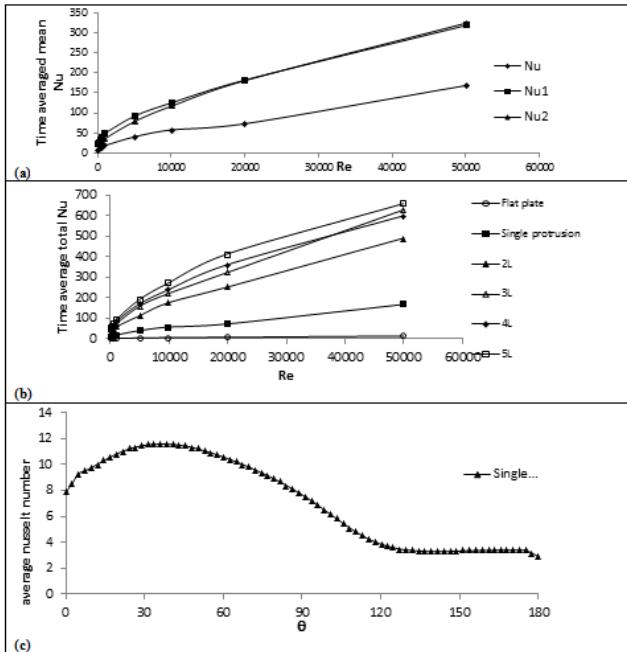 Time averaged mean
Nu
350
300
250
200
150
100
50
0
0
10000
20000
30000
40000
50000
60000
Re
Nu
Nu1
Nu2
(a)
Time average total Nu
700
600
500
400
300
200
100
0
0
10000
20000
30000
40000
50000
60000
Re
Flat plate
Single protrusion
2L
3L
4L
5L
(b)
average nusselt number
14
12
10
8
6
4
2
0
0
30
60
90
120
150
180
θ
Single...
(c)